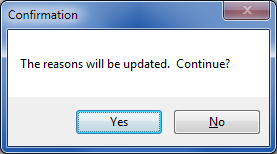 Confirmation
The reasons will be updated.  Continue?
Yes
No